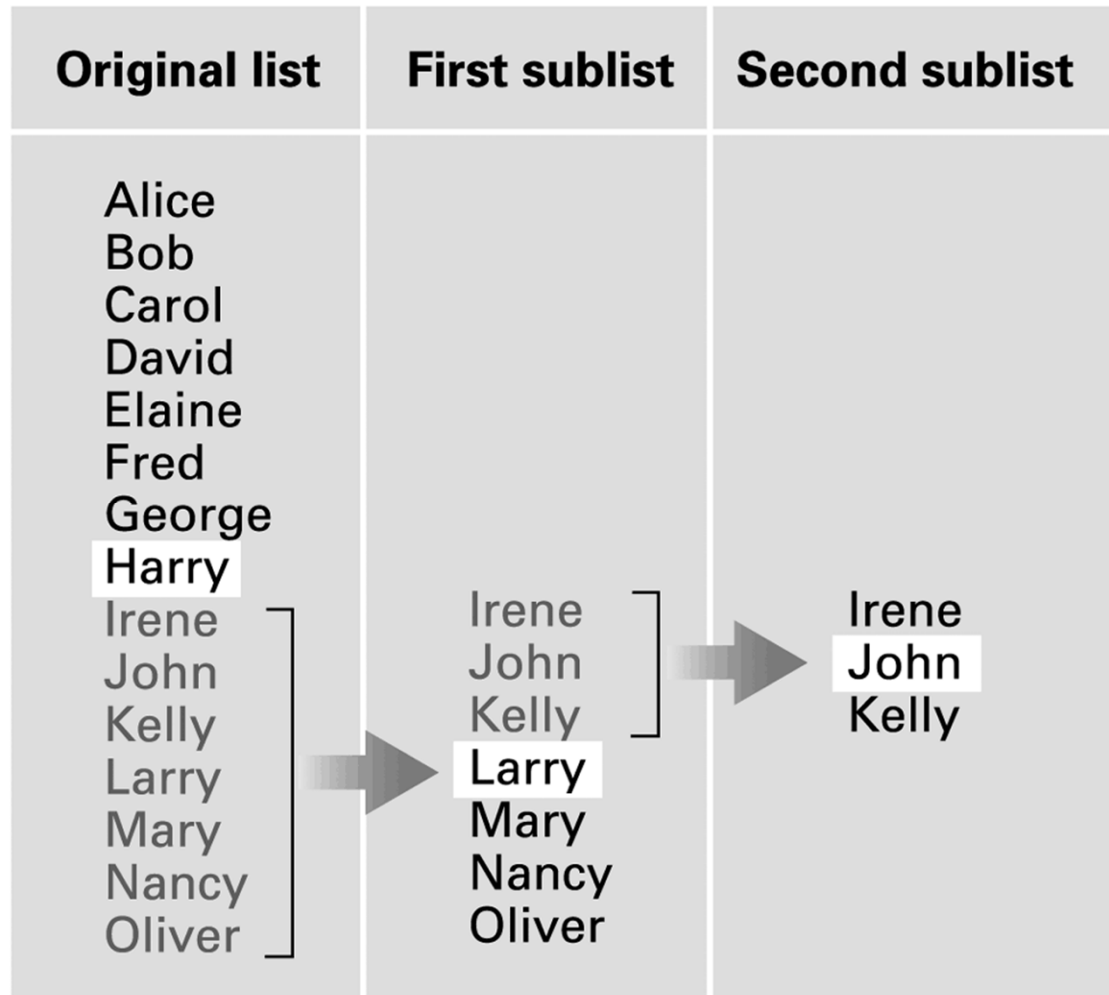 Original list
First sublist
Second sublist
Alice
Bob
Carol
David
Elaine
Fred
George
Harry
Irene
John
Kelly
Larry
Mary
Nancy
Oliver
Irene
John
Kelly
Larry
Mary
Nancy
Oliver
Irene
John
Kelly